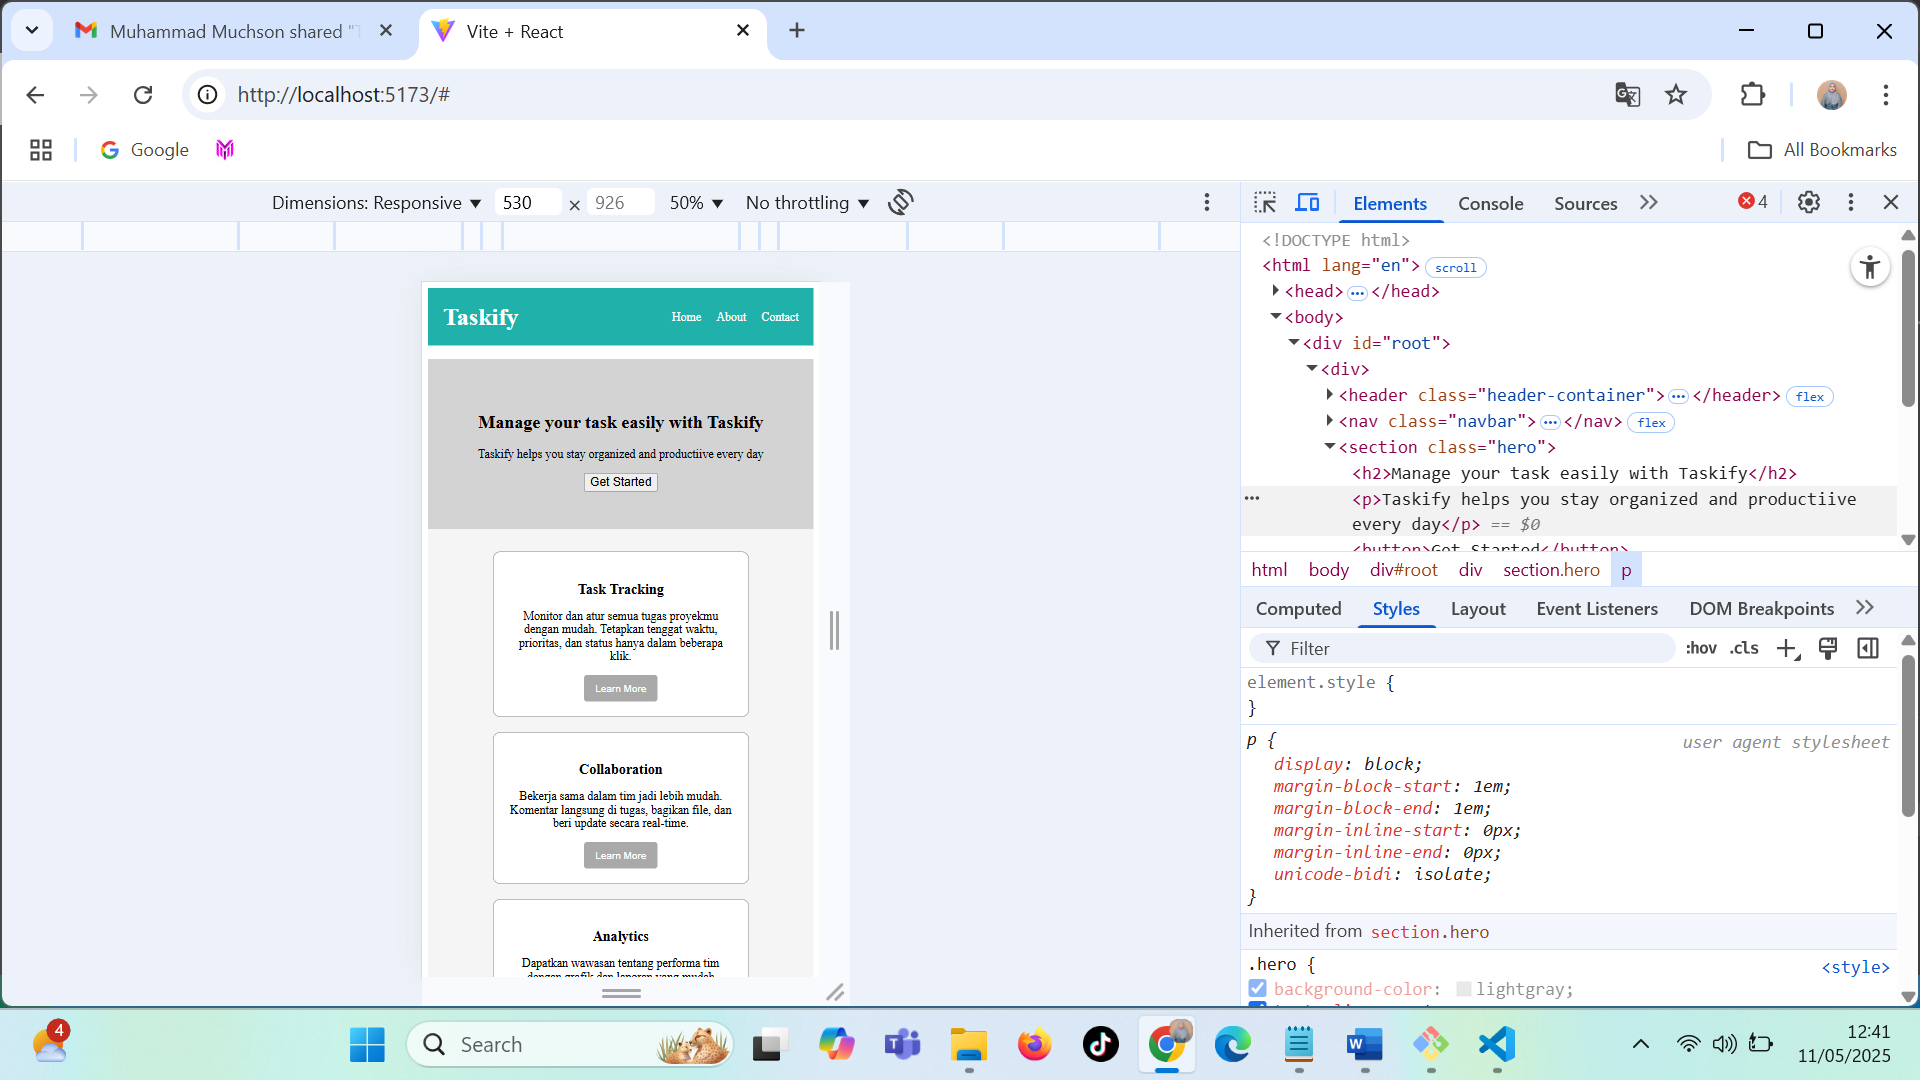 Muhammad Muchson shared "T
Vite + React
http://localhost:5173/#
Google
All Bookmarks
Dimensions: Responsive
530
×
926
50%
No throttling
Elements
Console
Sources
4
Taskify
Home
About
Contact
Manage your task easily with Taskify
Taskify helps you stay organized and productiive every day
Get Started
Task Tracking
Monitor dan atur semua tugas proyekmu
dengan mudah. Tetapkan tenggat waktu,
prioritas, dan status hanya dalam beberapa
klik.
Learn More
Collaboration
Bekerja sama dalam tim jadi lebih mudah.
Komentar langsung di tugas, bagikan file, dan
beri update secara real-time.
Learn More
Analytics
Dapatkan wawasan tentang performa tim
dengan grafik dan laporan yang mudah
<!DOCTYPE html>
<html lang="en"> scroll
<head> ••• </head>
<body>
<div id="root">
<div>
<header class="header-container"> ••• </header> flex
<nav class="navbar"> ••• </nav> flex
<section class="hero">
<h2>Manage your task easily with Taskify</h2>
<p>Taskify helps you stay organized and productiive
every day</p> == $0
<button>Get Started</button>
html body div#root div section.hero p
Computed
Styles
Layout
Event Listeners
DOM Breakpoints
Filter
:hov
.cls
element.style {
}
p {
user agent stylesheet
display: block;
margin-block-start: 1em;
margin-block-end: 1em;
margin-inline-start: 0px;
margin-inline-end: 0px;
unicode-bidi: isolate;
}
Inherited from section.hero
.hero {
<style>
background-color: lightgray;
4
Search
12:41
11/05/2025